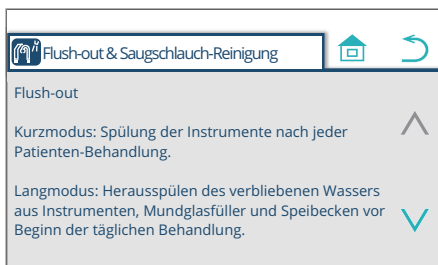 Flush-out & Saugschlauch-Reinigung
Flush-out
Kurzmodus: Spülung der Instrumente nach jeder
Patienten-Behandlung.
Langmodus: Herausspülen des verbliebenen Wassers
aus Instrumenten, Mundglasfüller und Speibecken vor
Beginn der täglichen Behandlung.